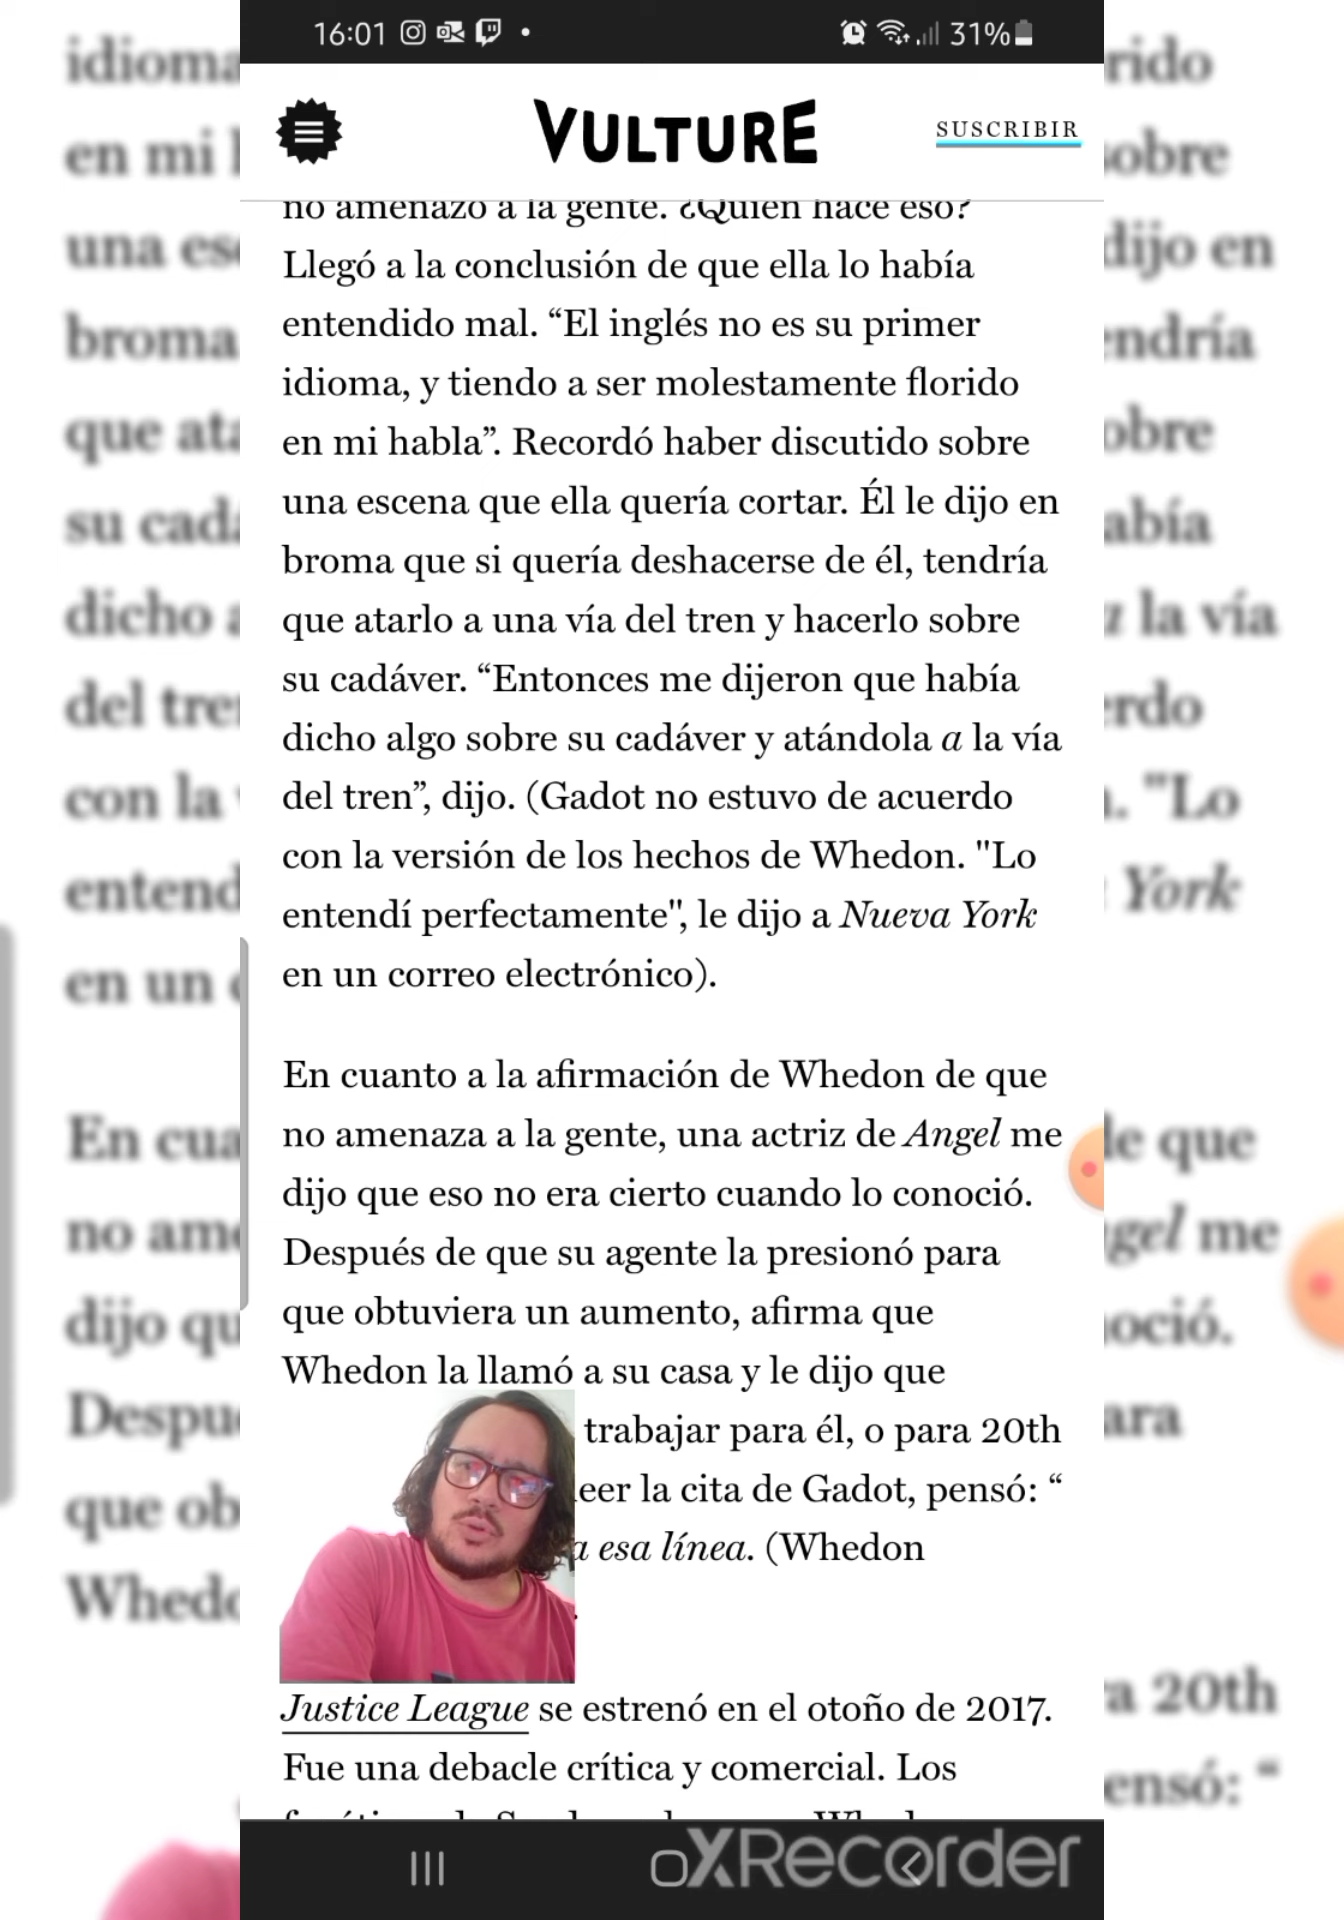 16:01 31%
VULTURE
SUSCRIBIR
no amenazo a la gente. ¿Quién hace eso?
Llegó a la conclusión de que ella lo había
entendido mal. “El inglés no es su primer
idioma, y tiendo a ser molestamente florido
en mi habla”. Recordó haber discutido sobre
una escena que ella quería cortar. Él le dijo en
broma que si quería deshacerse de él, tendría
que atarlo a una vía del tren y hacerlo sobre
su cadáver. “Entonces me dijeron que había
dicho algo sobre su cadáver y atándola a la vía
del tren”, dijo. (Gadot no estuvo de acuerdo
con la versión de los hechos de Whedon. "Lo
entendí perfectamente", le dijo a Nueva York
en un correo electrónico).
En cuanto a la afirmación de Whedon de que
no amenaza a la gente, una actriz de Angel me
dijo que eso no era cierto cuando lo conoció.
Después de que su agente la presionó para
que obtuviera un aumento, afirma que
Whedon la llamó a su casa y le dijo que
trabajar para él, o para 20th
leer la cita de Gadot, pensó: “
a esa línea. (Whedon
Justice League se estrenó en el otoño de 2017.
Fue una debacle crítica y comercial. Los
XRecorder